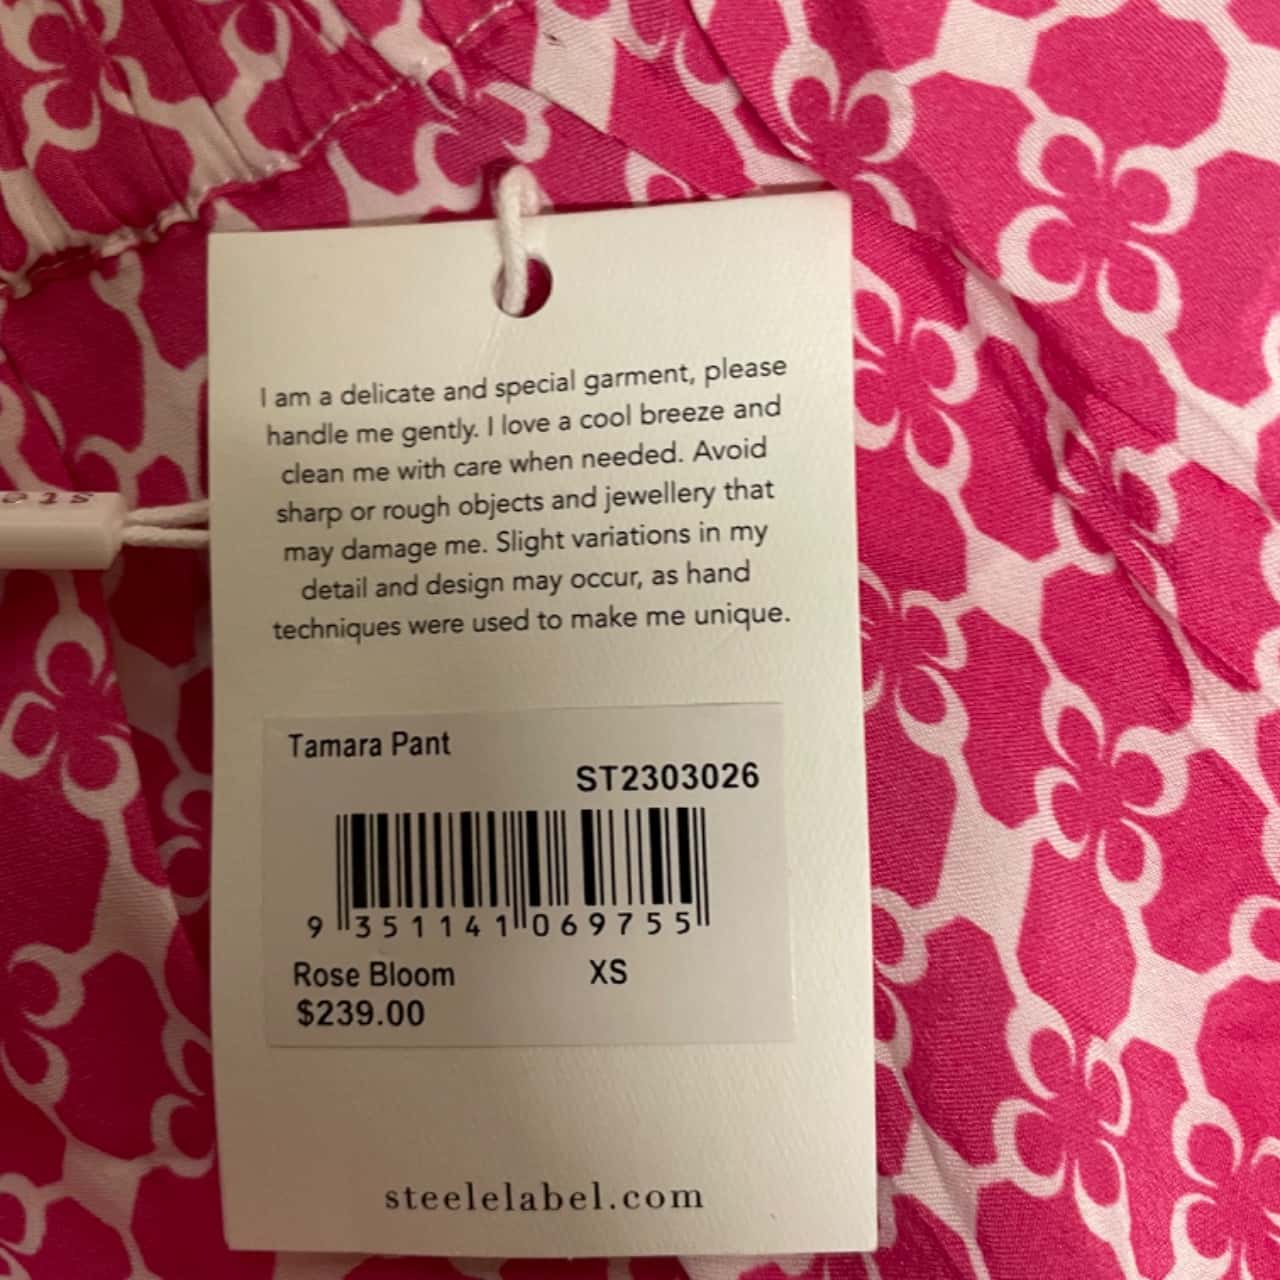 I am a delicate and special garment, please
handle me gently. I love a cool breeze and
clean me with care when needed. Avoid
sharp or rough objects and jewellery that
may damage me. Slight variations in my
detail and design may occur, as hand
techniques were used to make me unique.
Tamara Pant
ST2303026
9 351141 069755
Rose Bloom XS
$239.00
steelelabel.com